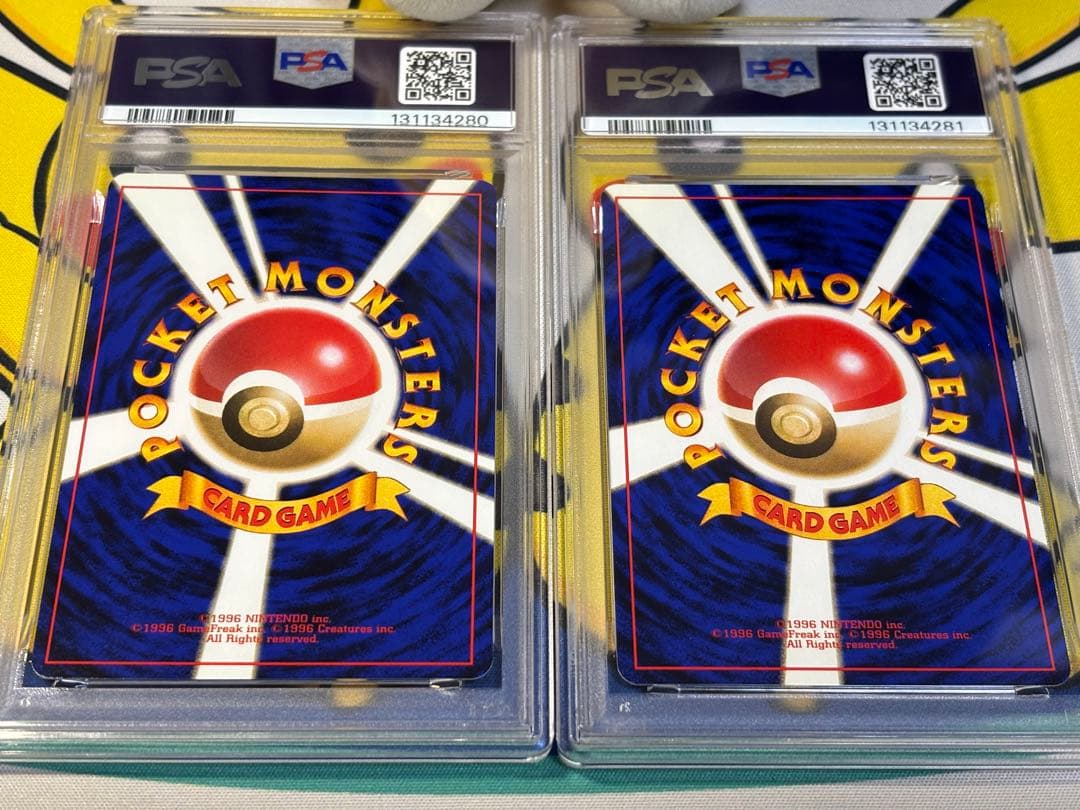 PSA
PSA
131134280
POCKET MONSTERS
CARD GAME
©1996 NINTENDO inc.
©1996 GameFreak inc. ©1996 Creatures inc.
All Rights reserved.
PSA
PSA
131134281
POCKET MONSTERS
CARD GAME
©1996 NINTENDO inc.
©1996 GameFreak inc. ©1996 Creatures inc.
All Rights reserved.